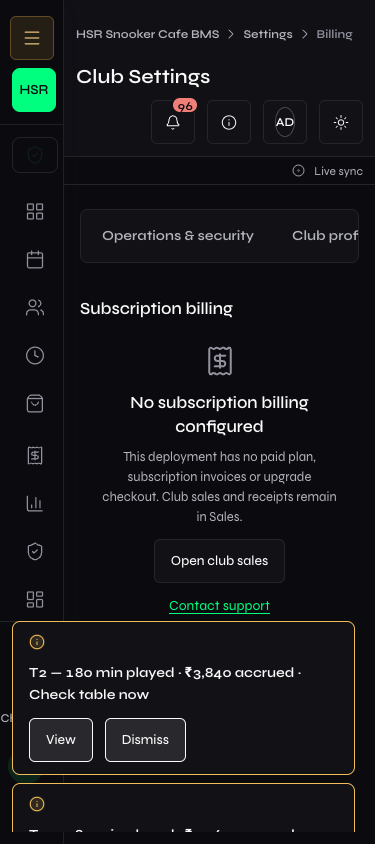 HSR Snooker Cafe BMS > Settings > Billing
HSR
Club Settings
96
AD
Live sync
Operations & security Club prof
Subscription billing
No subscription billing
configured
This deployment has no paid plan,
subscription invoices or upgrade
checkout. Club sales and receipts remain
in Sales.
Open club sales
Contact support
T2 — 180 min played · ₹3,840 accrued ·
Check table now
View Dismiss